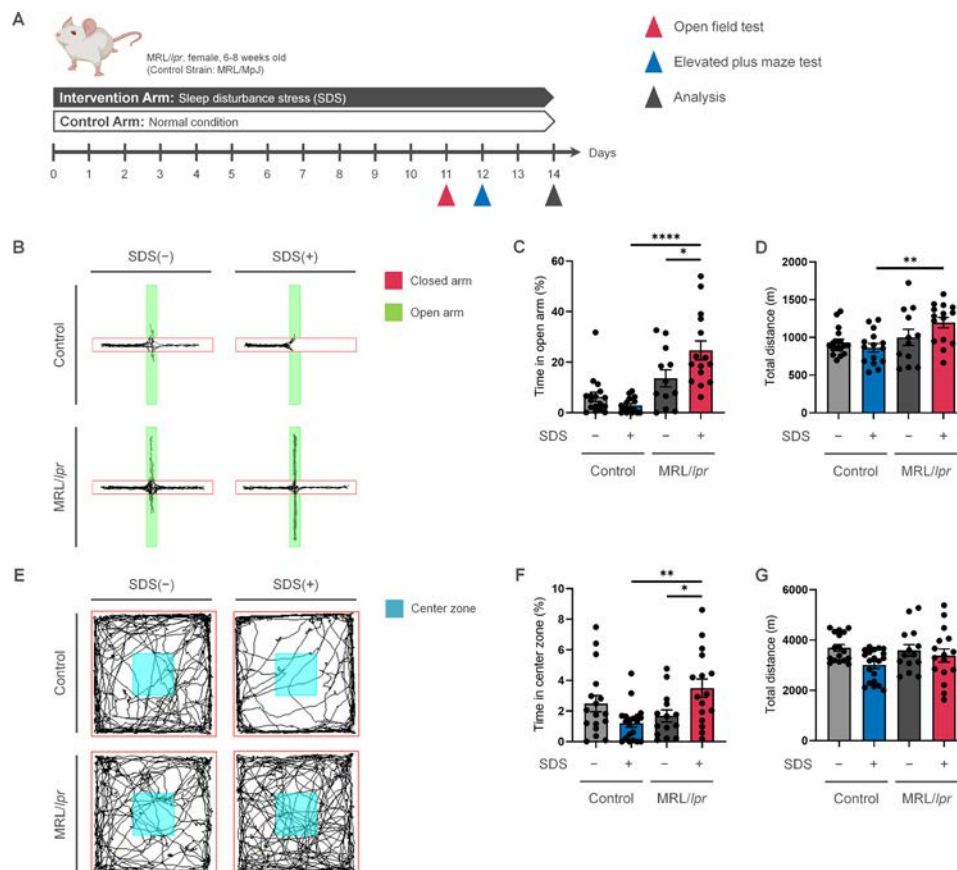 A
MRL/lpr, female, 6-8 weeks old
(Control Strain: MRL/MpJ)
Intervention Arm: Sleep disturbance stress (SDS)
Control Arm: Normal condition
0 1 2 3 4 5 6 7 8 9 10 11 12 13 14 Days
Open field test
Elevated plus maze test
Analysis
B
SDS(−) SDS(+)
Closed arm
Open arm
Control
MRL/lpr
C
Time in open arm (%)
60
40
20
0
**** 
*
SDS − + − +
Control MRL/lpr
D
Total distance (m)
2000
1500
1000
500
0
**
SDS − + − +
Control MRL/lpr
E
SDS(−) SDS(+)
Center zone
Control
MRL/lpr
F
Time in center zone (%)
10
8
6
4
2
0
**
*
SDS − + − +
Control MRL/lpr
G
Total distance (m)
6000
4000
2000
0
SDS − + − +
Control MRL/lpr